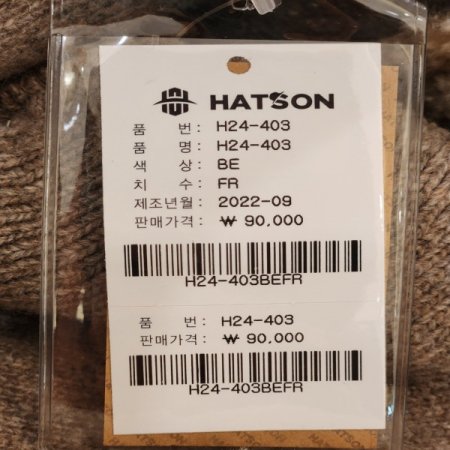 HATSON
품 번 : H24-403
품 명 : H24-403
색 상 : BE
치 수 : FR
제조년월 : 2022-09
판매가격 : ₩ 90,000
H24-403BEFR
품 번 : H24-403
판매가격 : ₩ 90,000
H24-403BEFR
HATSON